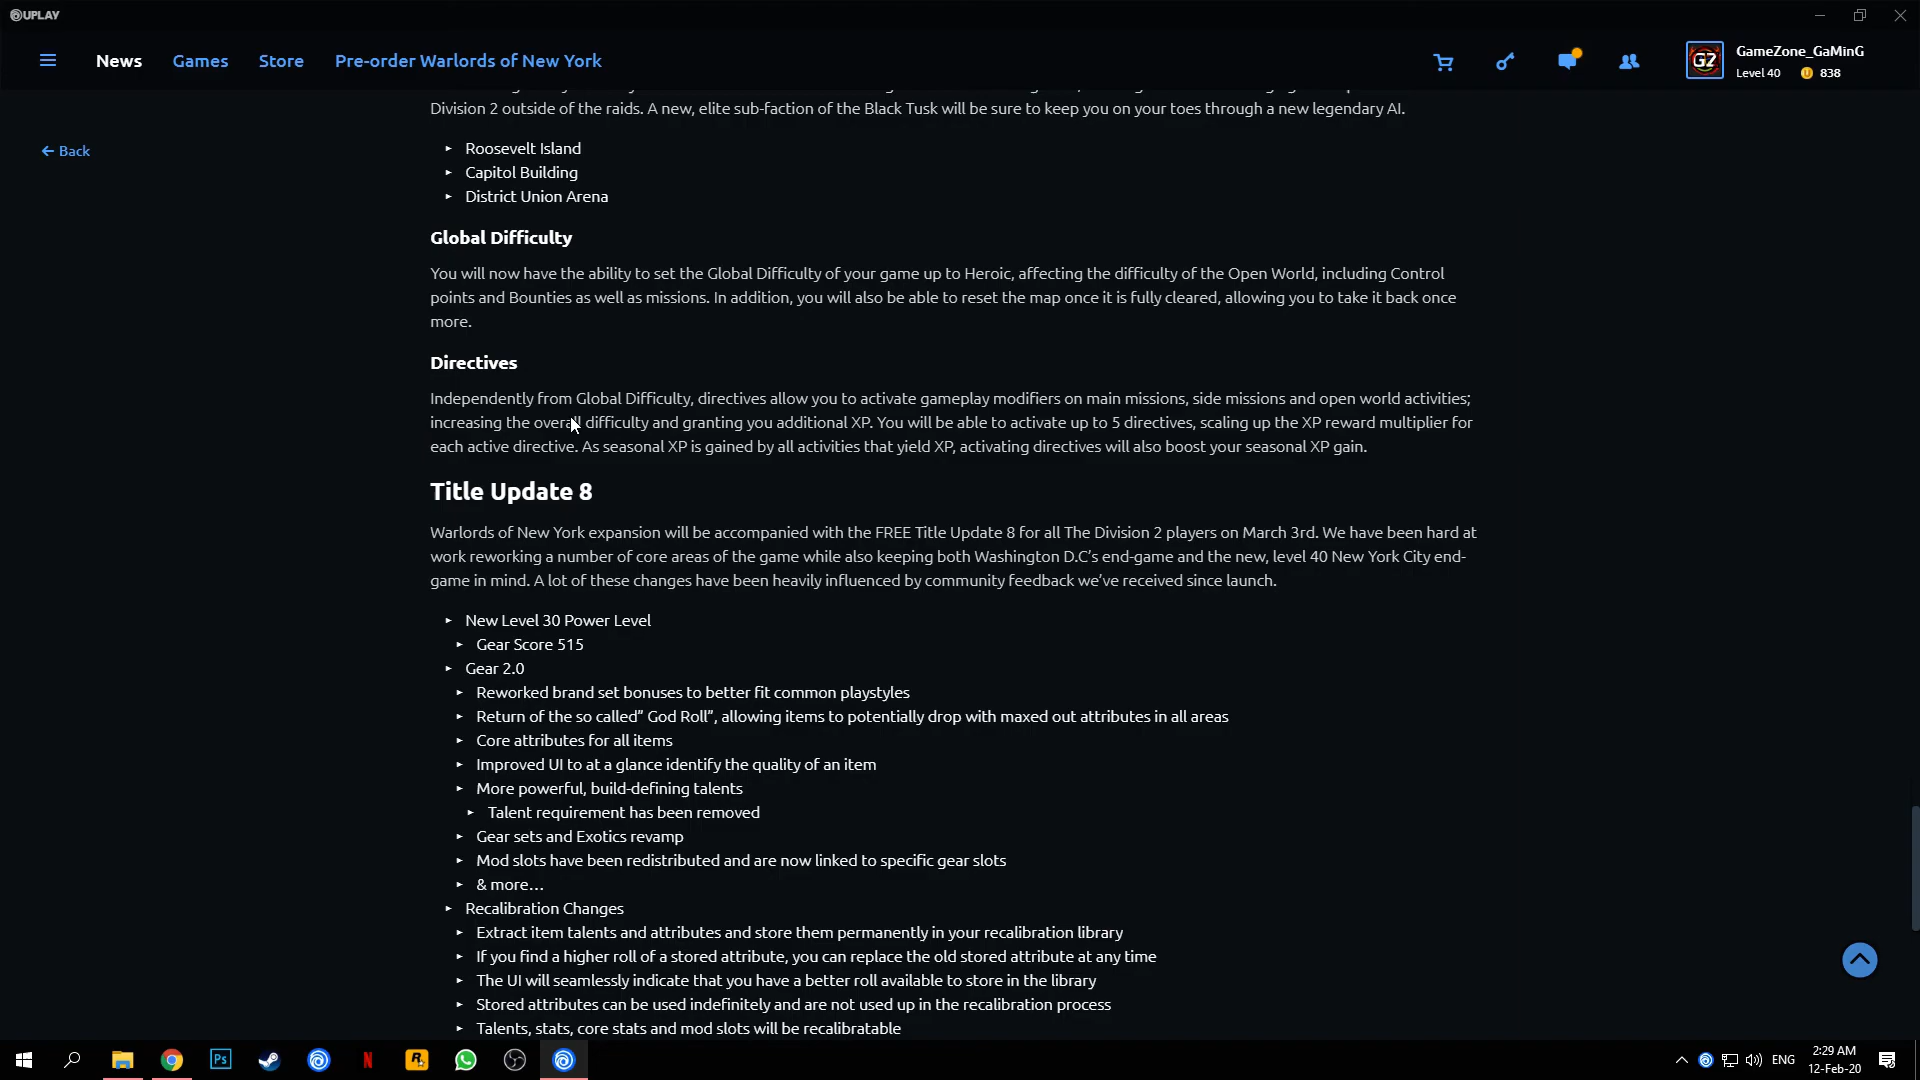 UPLAY
News Games Store Pre-order Warlords of New York
GameZone_GaMinG
Level 40 838
Back
Division 2 outside of the raids. A new, elite sub-faction of the Black Tusk will be sure to keep you on your toes through a new legendary AI.
Roosevelt Island
Capitol Building
District Union Arena
Global Difficulty
You will now have the ability to set the Global Difficulty of your game up to Heroic, affecting the difficulty of the Open World, including Control
points and Bounties as well as missions. In addition, you will also be able to reset the map once it is fully cleared, allowing you to take it back once
more.
Directives
Independently from Global Difficulty, directives allow you to activate gameplay modifiers on main missions, side missions and open world activities;
increasing the overall difficulty and granting you additional XP. You will be able to activate up to 5 directives, scaling up the XP reward multiplier for
each active directive. As seasonal XP is gained by all activities that yield XP, activating directives will also boost your seasonal XP gain.
Title Update 8
Warlords of New York expansion will be accompanied with the FREE Title Update 8 for all The Division 2 players on March 3rd. We have been hard at
work reworking a number of core areas of the game while also keeping both Washington D.C's end-game and the new, level 40 New York City end-
game in mind. A lot of these changes have been heavily influenced by community feedback we've received since launch.
New Level 30 Power Level
Gear Score 515
Gear 2.0
Reworked brand set bonuses to better fit common playstyles
Return of the so called” God Roll”, allowing items to potentially drop with maxed out attributes in all areas
Core attributes for all items
Improved UI to at a glance identify the quality of an item
More powerful, build-defining talents
Talent requirement has been removed
Gear sets and Exotics revamp
Mod slots have been redistributed and are now linked to specific gear slots
& more…
Recalibration Changes
Extract item talents and attributes and store them permanently in your recalibration library
If you find a higher roll of a stored attribute, you can replace the old stored attribute at any time
The UI will seamlessly indicate that you have a better roll available to store in the library
Stored attributes can be used indefinitely and are not used up in the recalibration process
Talents, stats, core stats and mod slots will be recalibratable
Ps
N
R
ENG
2:29 AM
12-Feb-20